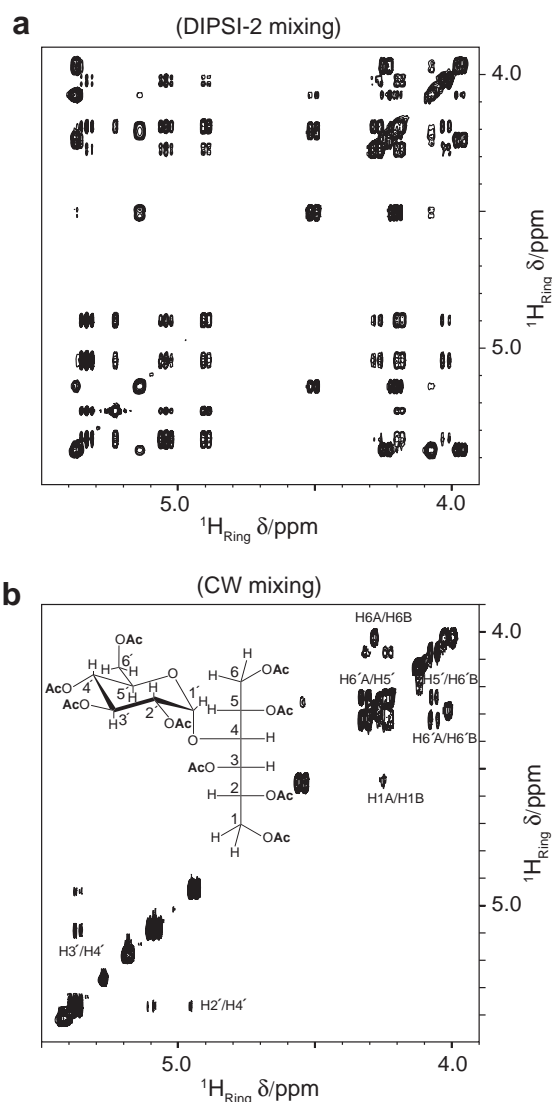 a
(DIPSI-2 mixing)
4.0
5.0
¹H_Ring δ/ppm
5.0 4.0
¹H_Ring δ/ppm
b
(CW mixing)
H6A/H6B
4.0
H6´A/H5´ H5´/H6´B
H6´A/H6´B
H1A/H1B
OAc
6´
H
H
O
4´
AcO
5´
H
H
1´
H
AcO
2´
3´
H
OAc
O
H H
6
OAc
5
H OAc
4
H
3
AcO H
2
H OAc
1
OAc
H H
5.0
¹H_Ring δ/ppm
H3´/H4´
H2´/H4´
5.0 4.0
¹H_Ring δ/ppm